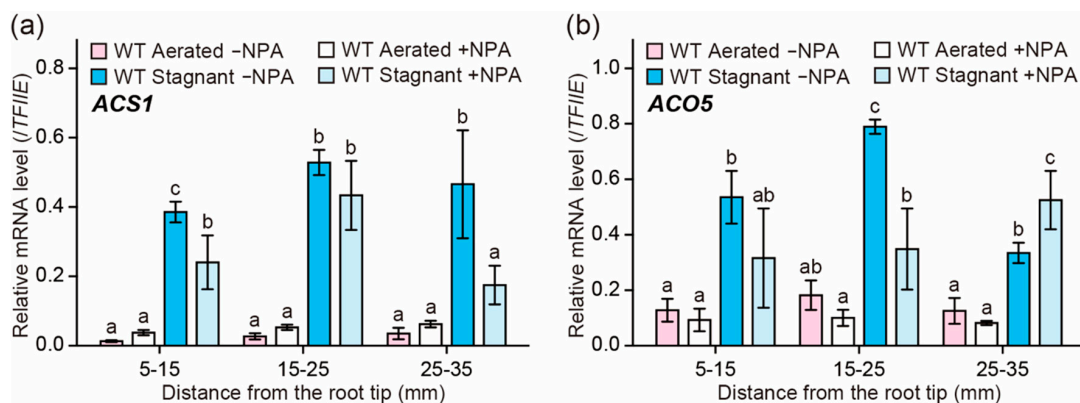 (a)
WT Aerated −NPA
WT Aerated +NPA
WT Stagnant −NPA
WT Stagnant +NPA
ACS1
Relative mRNA level (/TFIIE)
0.8
0.6
0.4
0.2
0.0
a a c b
a a b b
a a b a
5-15 15-25 25-35
Distance from the root tip (mm)
(b)
WT Aerated −NPA
WT Aerated +NPA
WT Stagnant −NPA
WT Stagnant +NPA
ACO5
Relative mRNA level (/TFIIE)
1.0
0.8
0.6
0.4
0.2
0.0
a a b ab
ab a c b
a a b c
5-15 15-25 25-35
Distance from the root tip (mm)